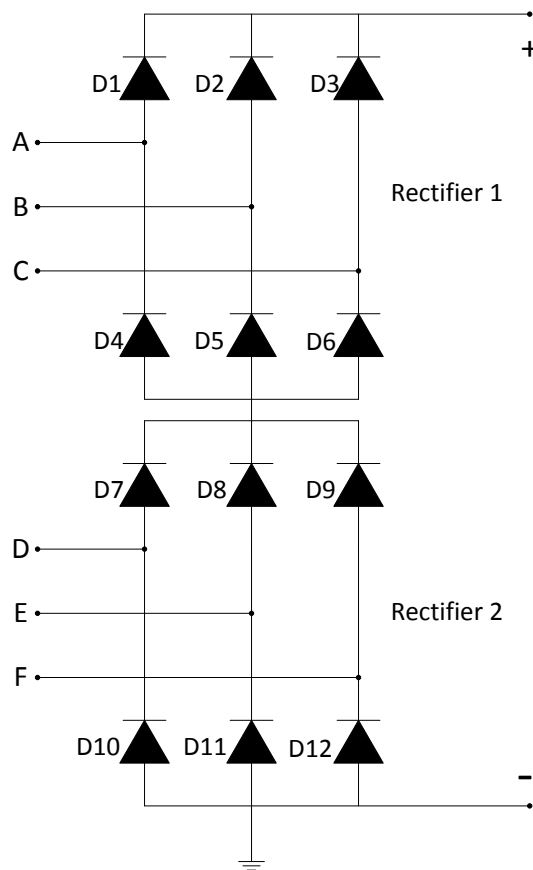 +
D1 D2 D3
A
Rectifier 1
B
C
D4 D5 D6
D7 D8 D9
D
Rectifier 2
E
F
D10 D11 D12
-